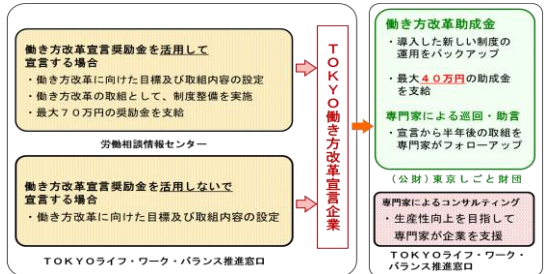 働き方改革宣言奨励金を活用して
宣言する場合
・働き方改革に向けた目標及び取組内容の設定
・働き方改革の取組として、制度整備を実施
・最大７０万円の奨励金を支給
労働相談情報センター
働き方改革宣言奨励金を活用しないで
宣言する場合
・働き方改革に向けた目標及び取組内容の設定
ＴＯＫＹＯライフ・ワーク・バランス推進窓口
ＴＯＫＹＯ働き方改革宣言企業
働き方改革助成金
・導入した新しい制度の
運用をバックアップ
・最大４０万円の助成金
を支給
専門家による巡回・助言
・宣言から半年後の取組を
専門家がフォローアップ
（公財）東京しごと財団
専門家によるコンサルティング
・生産性向上を目指して
専門家が企業を支援
ＴＯＫＹＯライフ・ワーク・
バランス推進窓口